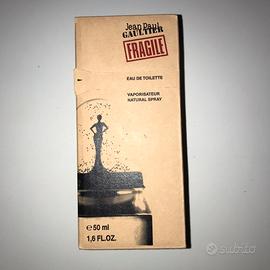 Jean Paul
GAULTIER
FRAGILE
EAU DE TOILETTE
VAPORISATEUR
NATURAL SPRAY
e 50 ml
1,6 FL.OZ.
subito